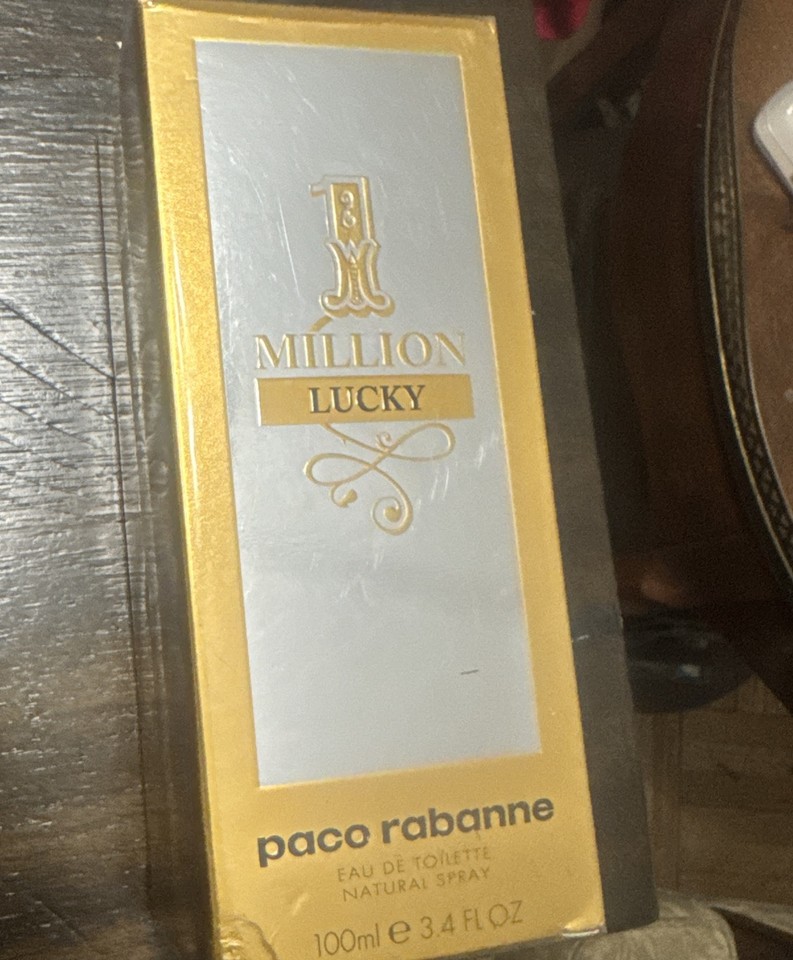 1
MILLION
LUCKY
paco rabanne
EAU DE TOILETTE
NATURAL SPRAY
100ml e 3.4 FL OZ